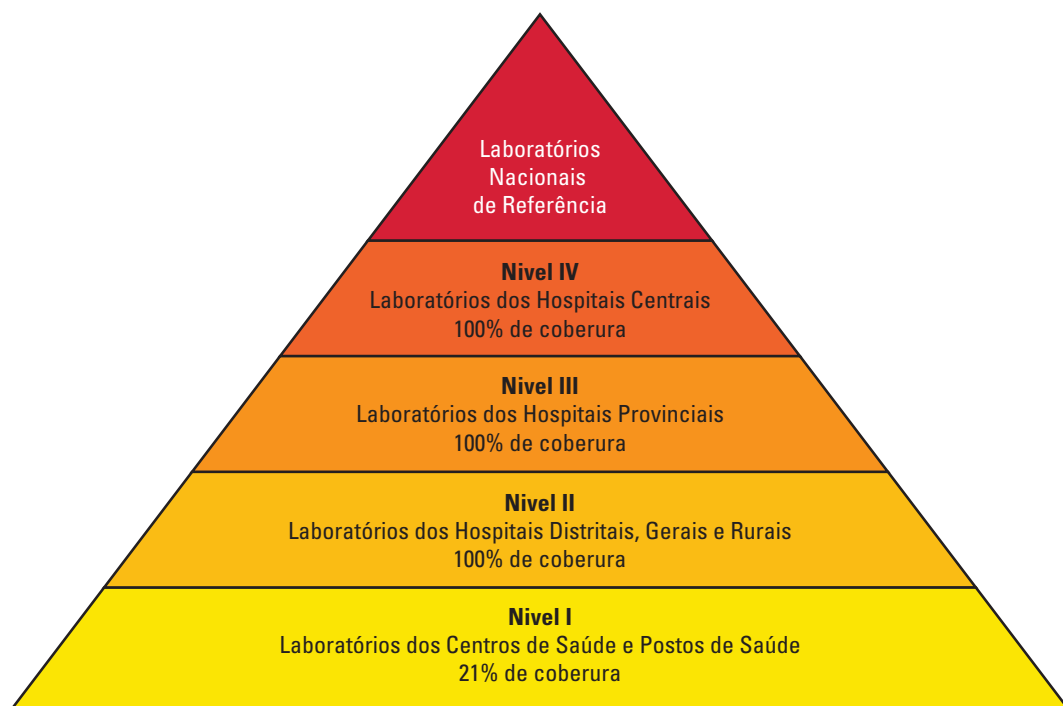 Laboratórios
Nacionais
de Referência
Nivel IV
Laboratórios dos Hospitais Centrais
100% de coberura
Nivel III
Laboratórios dos Hospitais Provinciais
100% de coberura
Nivel II
Laboratórios dos Hospitais Distritais, Gerais e Rurais
100% de coberura
Nivel I
Laboratórios dos Centros de Saúde e Postos de Saúde
21% de coberura